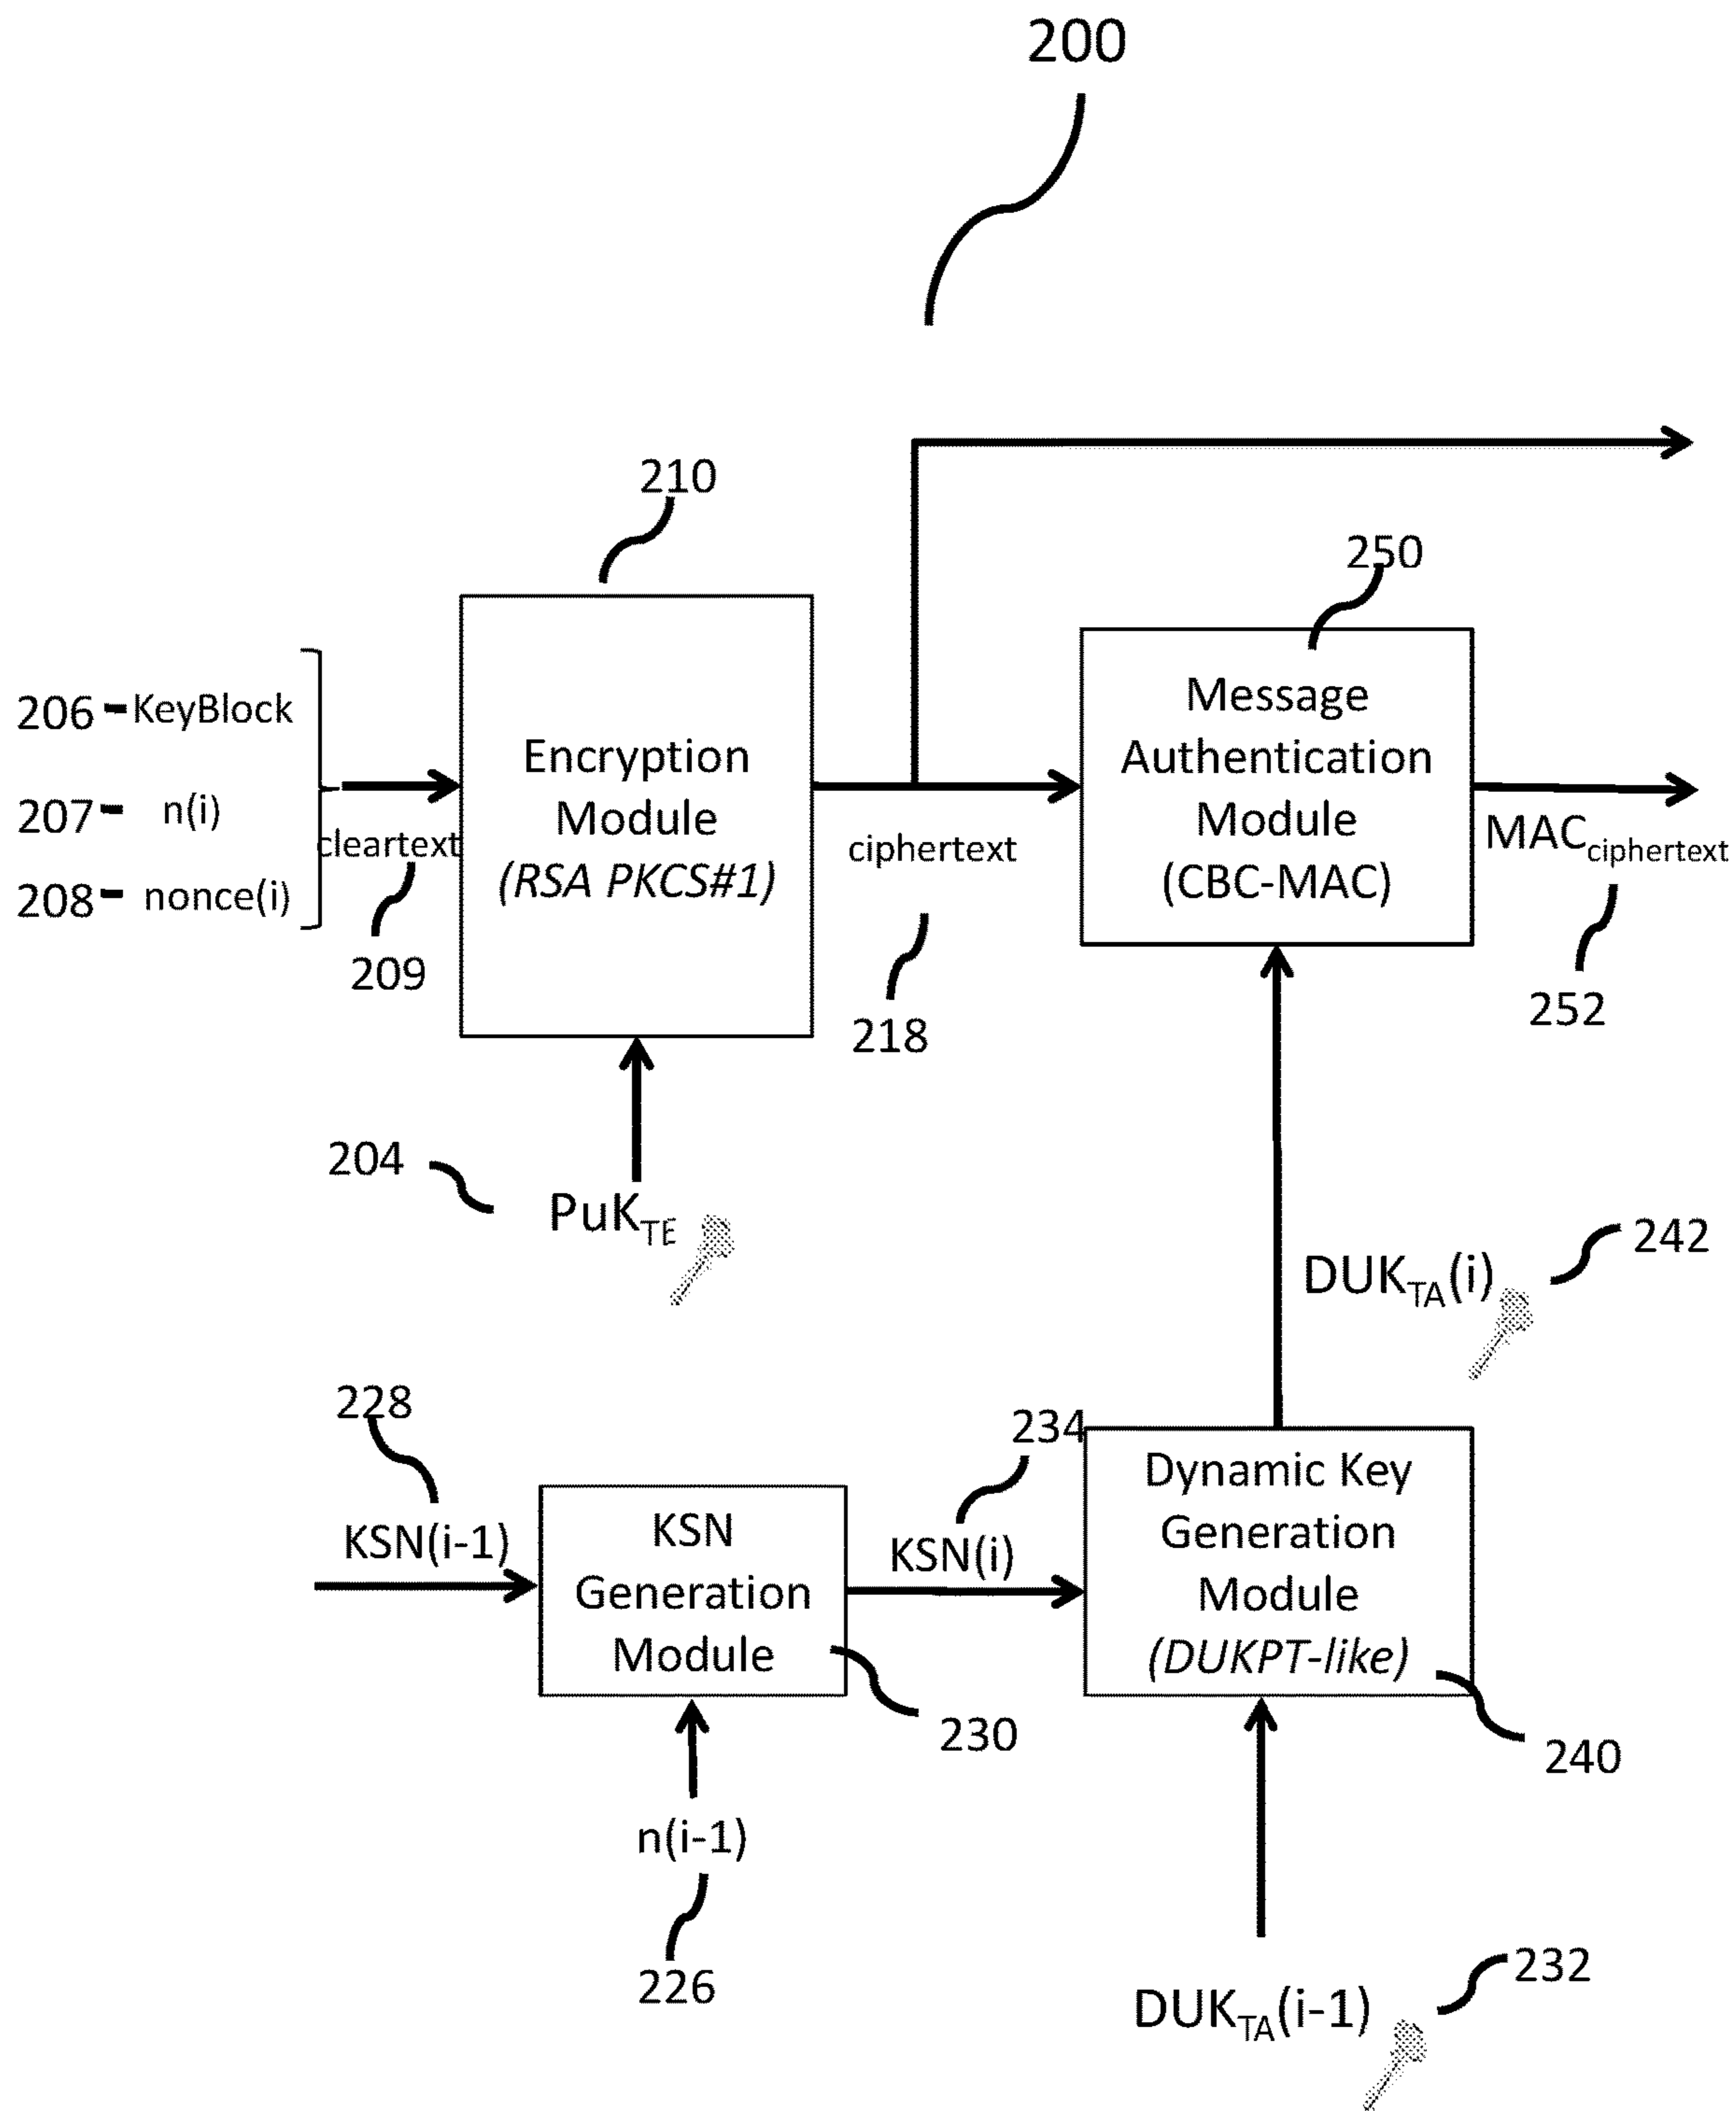 200
210
250
206 KeyBlock
207 n(i)
208 nonce(i)
cleartext
209
Encryption
Module
(RSA PKCS#1)
ciphertext
218
Message
Authentication
Module
(CBC-MAC)
MACciphertext
252
204
PuKTE
DUKTA(i)
242
228
KSN(i-1)
KSN
Generation
Module
230
234
KSN(i)
Dynamic Key
Generation
Module
(DUKPT-like)
240
n(i-1)
226
DUKTA(i-1)
232